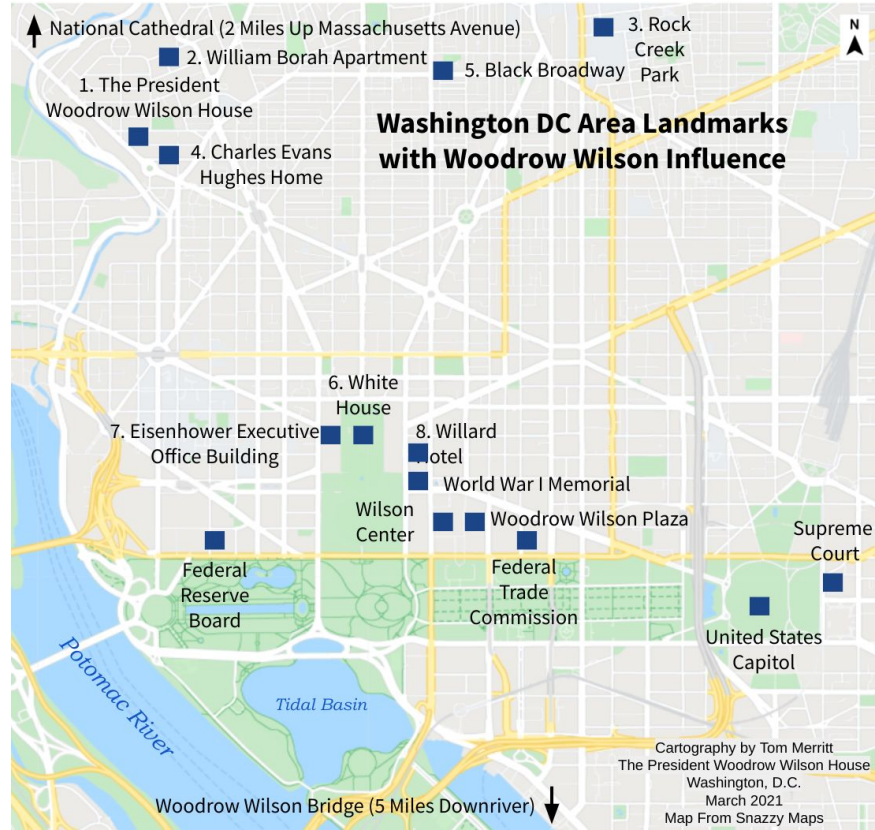 National Cathedral (2 Miles Up Massachusetts Avenue)
2. William Borah Apartment
3. Rock
Creek
Park
N
5. Black Broadway
1. The President
Woodrow Wilson House
Washington DC Area Landmarks
with Woodrow Wilson Influence
4. Charles Evans
Hughes Home
6. White
House
7. Eisenhower Executive
Office Building
8. Willard
Hotel
World War I Memorial
Wilson
Center
Woodrow Wilson Plaza
Supreme
Court
Federal
Reserve
Board
Federal
Trade
Commission
United States
Capitol
Potomac River
Tidal Basin
Cartography by Tom Merritt
The President Woodrow Wilson House
Washington, D.C.
March 2021
Map From Snazzy Maps
Woodrow Wilson Bridge (5 Miles Downriver)